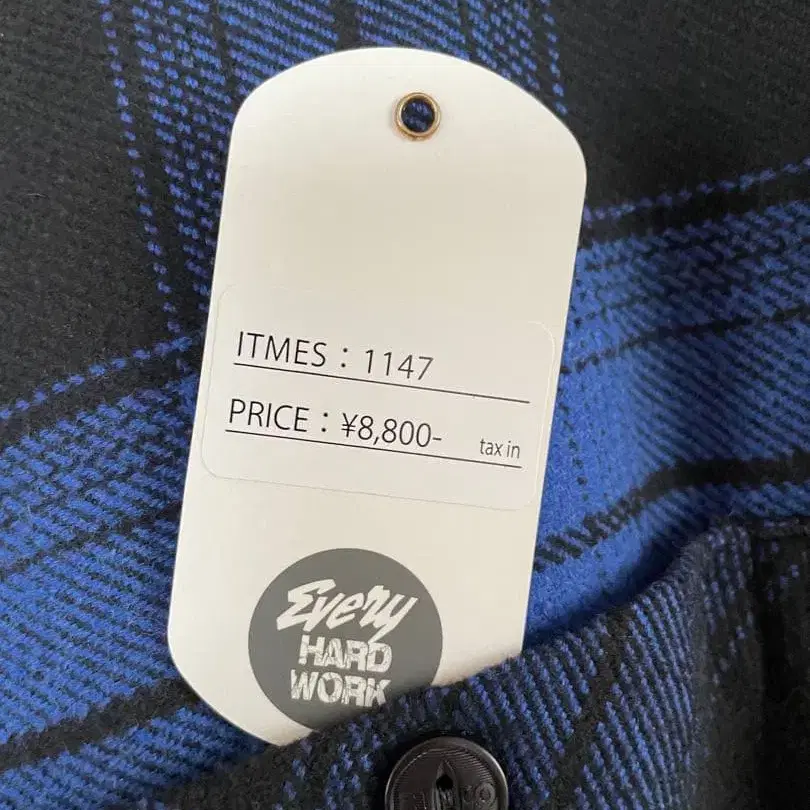 ITMES : 1147
PRICE : ¥8,800- tax in
Every
HARD
WORK